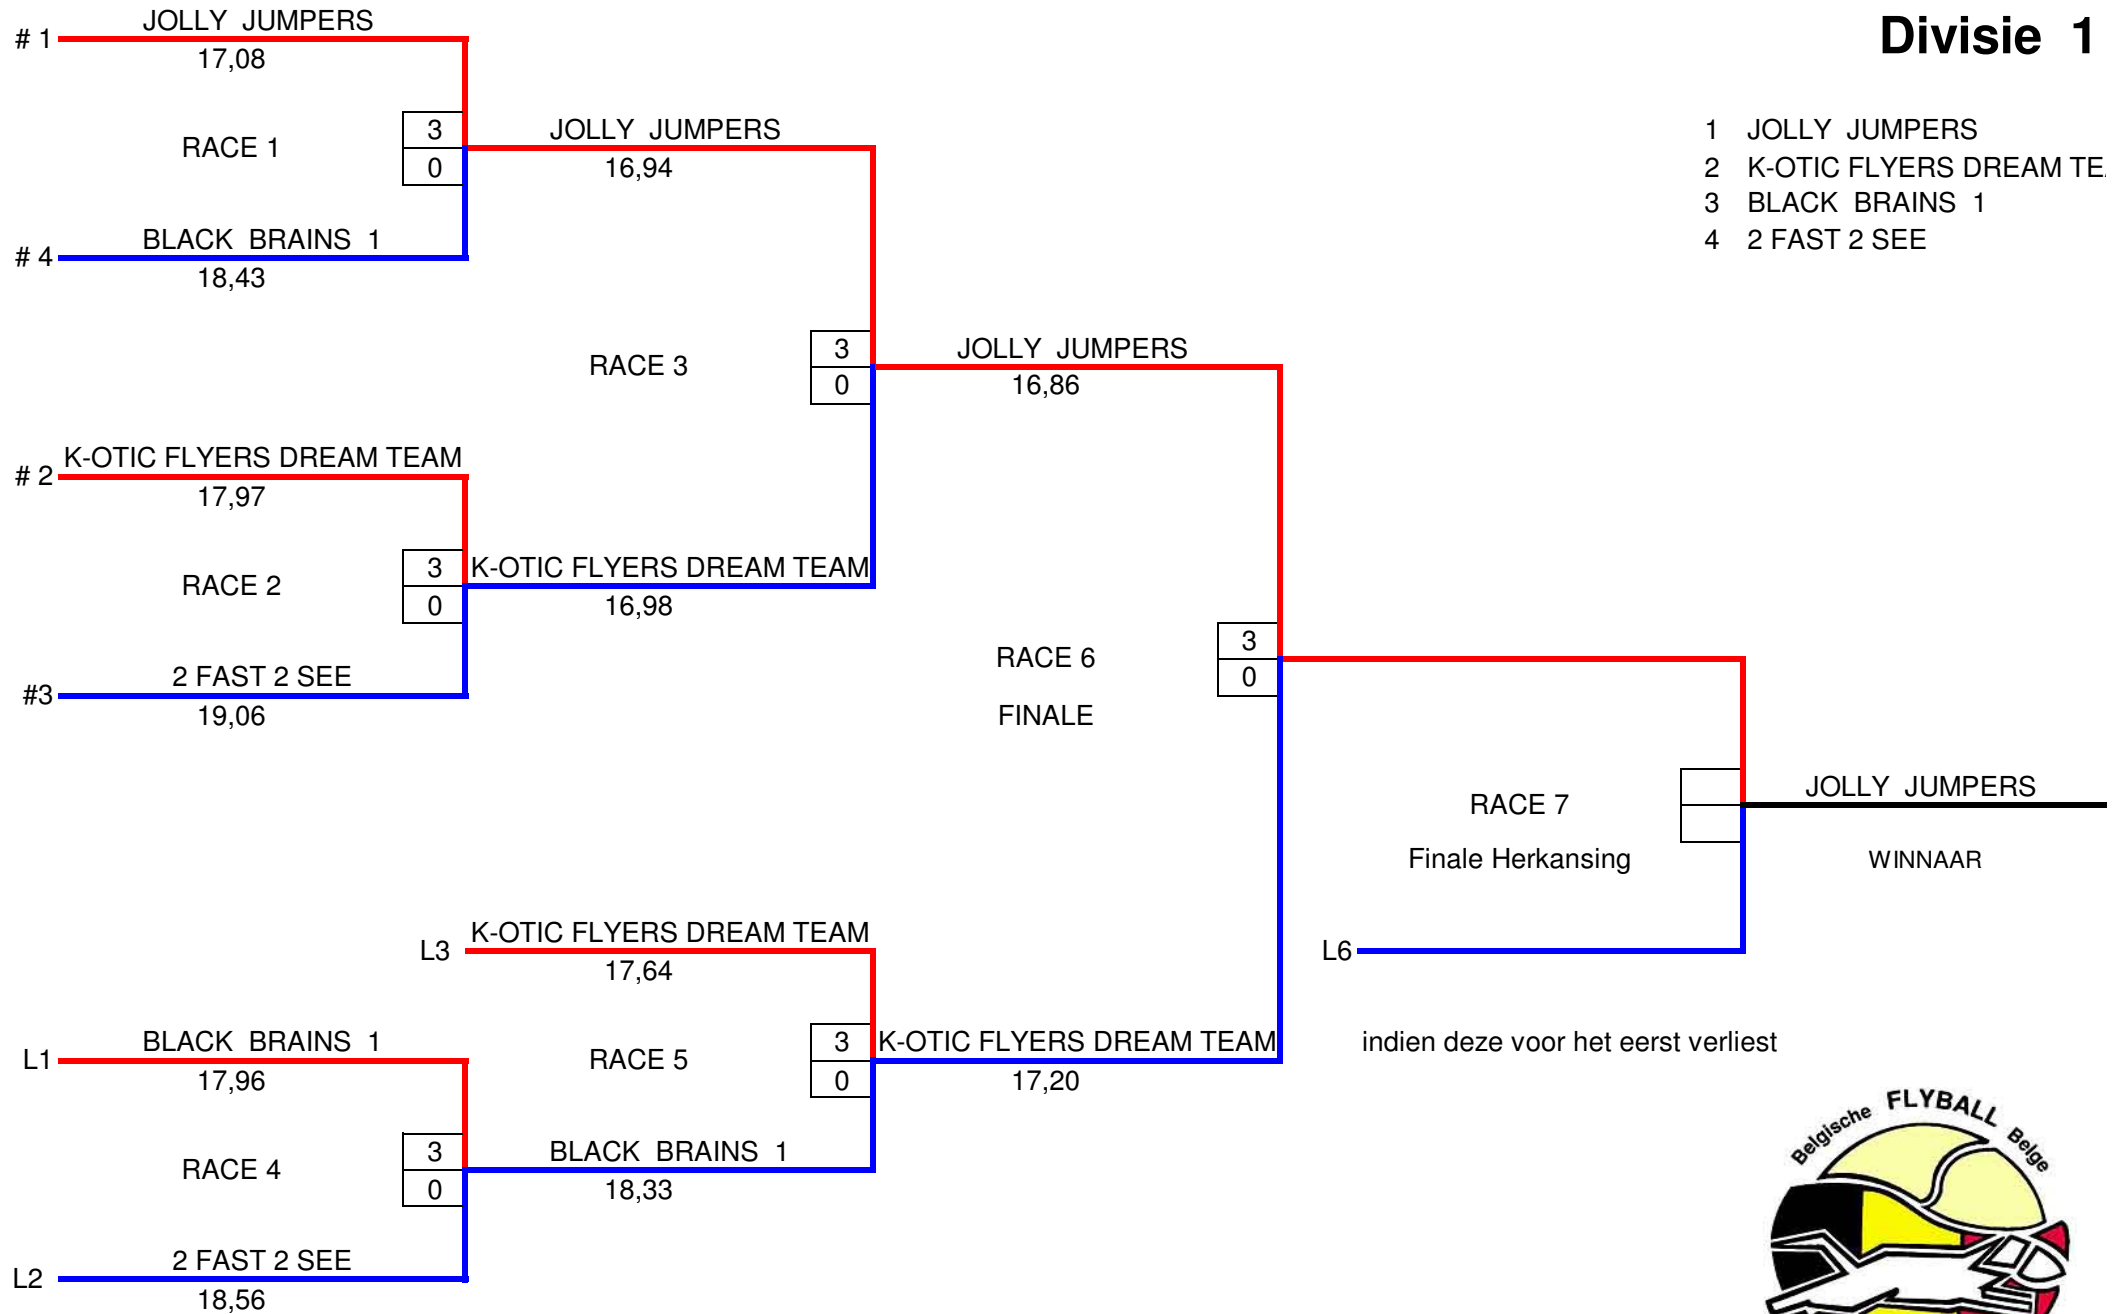 Divisie 1
1 JOLLY JUMPERS
2 K-OTIC FLYERS DREAM
3 BLACK BRAINS 1
4 2 FAST 2 SEE
# 1 JOLLY JUMPERS
17,08
RACE 1
3
0
JOLLY JUMPERS
16,94
# 4 BLACK BRAINS 1
18,43
RACE 3
3
0
JOLLY JUMPERS
16,86
# 2 K-OTIC FLYERS DREAM TEAM
17,97
RACE 2
3
0
K-OTIC FLYERS DREAM TEAM
16,98
#3 2 FAST 2 SEE
19,06
RACE 6
3
0
FINALE
RACE 7
Finale Herkansing
JOLLY JUMPERS
WINNAAR
L3 K-OTIC FLYERS DREAM TEAM
17,64
L6
L1 BLACK BRAINS 1
17,96
RACE 5
3
0
K-OTIC FLYERS DREAM TEAM
17,20
indien deze voor het eerst verliest
RACE 4
3
0
BLACK BRAINS 1
18,33
L2 2 FAST 2 SEE
18,56
Belgische FLYBALL Belge